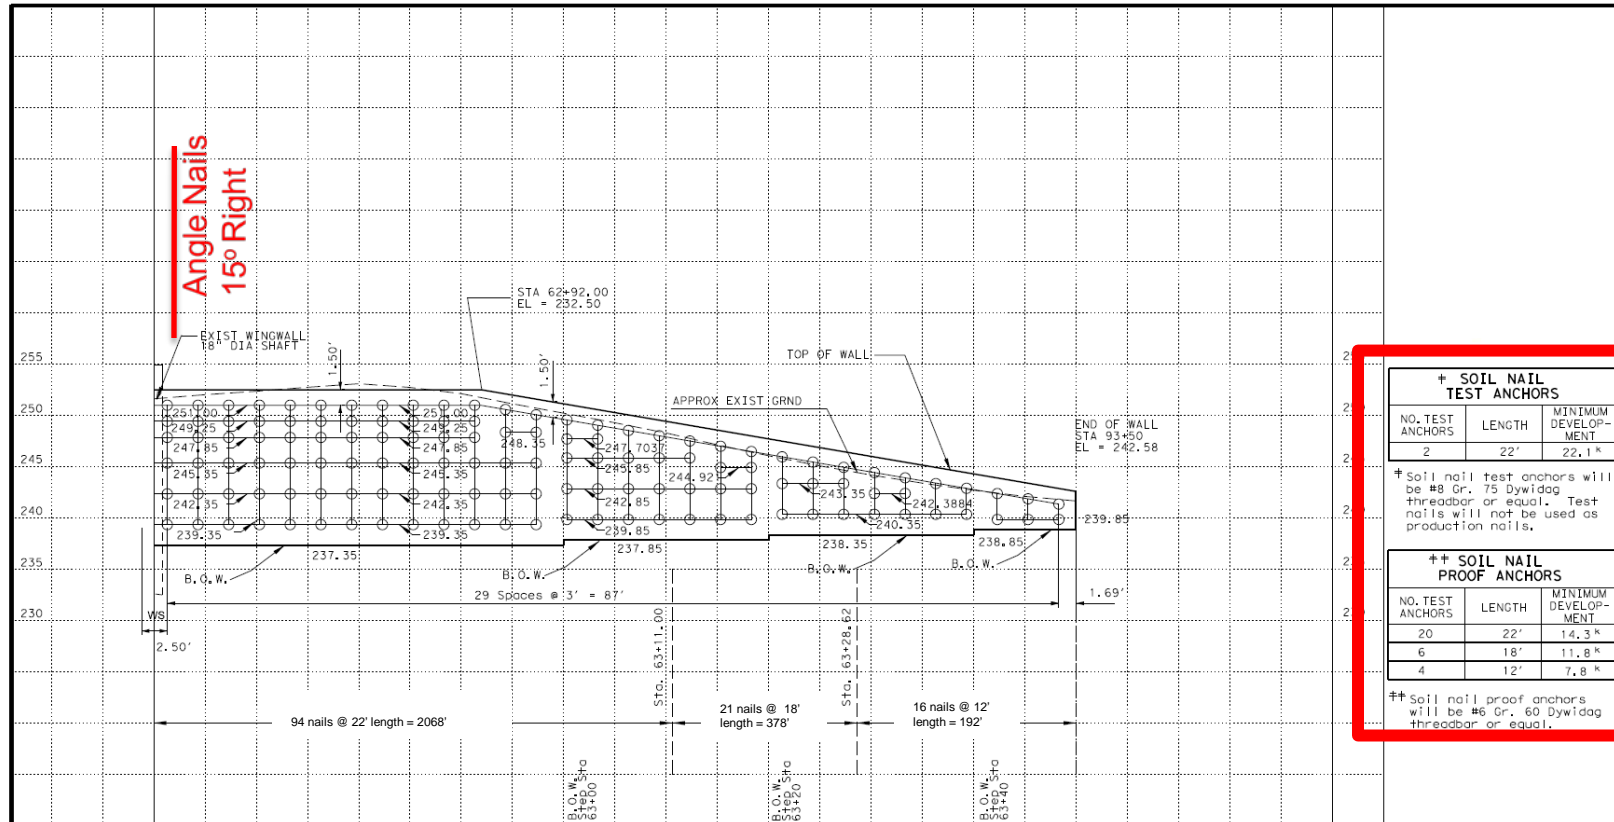 Angle Nails
15º Right
EXIST WINGWALL
18" DIA SHAFT
1.50'
STA 62+92.00
EL = 232.50
1.50'
TOP OF WALL
APPROX EXIST GRND
END OF WALL
STA 93+50
EL = 242.58
255
250
245
240
235
230
251.00
249.25
247.85
245.35
242.35
239.35
251.00
249.25
247.85
245.35
242.35
239.35
248.35
247.7037
245.85
242.85
239.85
244.921
243.35
240.35
242.3884
239.85
237.35
237.85
238.35
238.85
B.O.W.
B.O.W.
B.O.W.
B.O.W.
29 Spaces @ 3' = 87'
1.69'
WS
2.50'
Sta. 63+11.00
Sta. 63+28.62
94 nails @ 22' length = 2068'
21 nails @ 18'
length = 378'
16 nails @ 12'
length = 192'
B.O.W.
Step Sta
63+00
B.O.W.
Step Sta
63+20
B.O.W.
Step Sta
63+40
‡ SOIL NAIL
TEST ANCHORS
NO. TEST
ANCHORS
LENGTH
MINIMUM
DEVELOP-
MENT
2 22' 22.1 k
‡ Soil nail test anchors will
be #8 Gr. 75 Dywidag
threadbar or equal. Test
nails will not be used as
production nails.
‡‡ SOIL NAIL
PROOF ANCHORS
NO. TEST
ANCHORS
LENGTH
MINIMUM
DEVELOP-
MENT
20 22' 14.3 k
6 18' 11.8 k
4 12' 7.8 k
‡‡ Soil nail proof anchors
will be #6 Gr. 60 Dywidag
threadbar or equal.